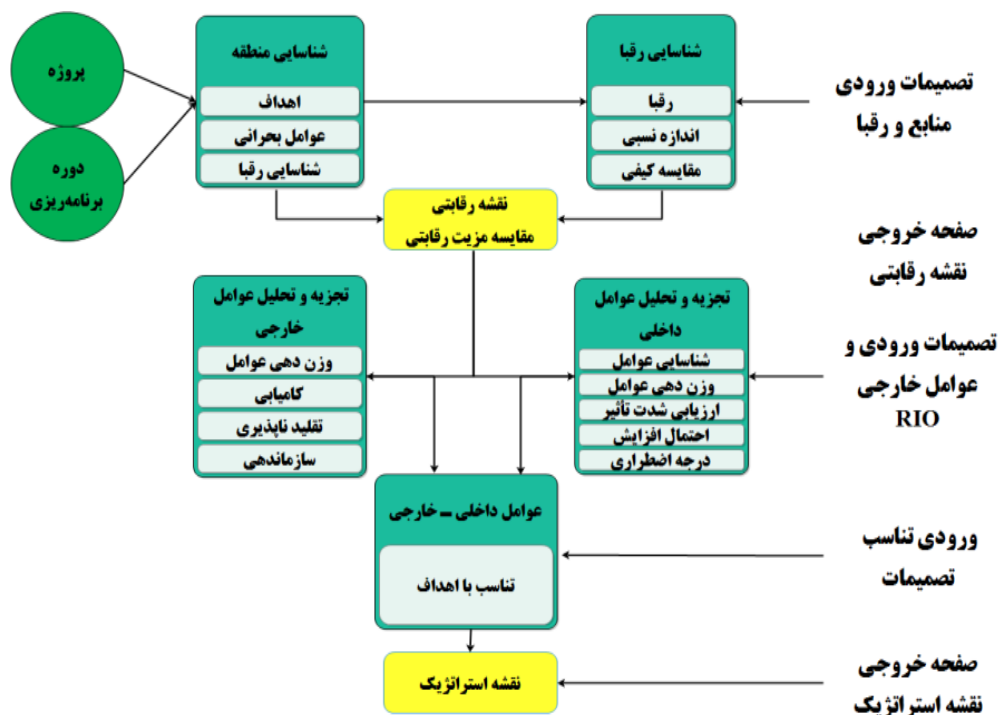 پروژه
دوره
برنامه‌ریزی
شناسایی منطقه
اهداف
عوامل بحرانی
شناسایی رقبا
شناسایی رقبا
رقبا
اندازه نسبی
مقایسه کیفی
تصمیمات ورودی
منابع و رقبا
نقشه رقابتی
مقایسه مزیت رقابتی
صفحه خروجی
نقشه رقابتی
تجزیه و تحلیل عوامل
خارجی
وزن دهی عوامل
کامیابی
تقلید ناپذیری
سازماندهی
تجزیه و تحلیل عوامل
داخلی
شناسایی عوامل
وزن دهی عوامل
ارزیابی شدت تأثیر
احتمال افزایش
درجه اضطراری
تصمیمات ورودی و
عوامل خارجی
RIO
عوامل داخلی – خارجی
تناسب با اهداف
ورودی تناسب
تصمیمات
نقشه استراتژیک
صفحه خروجی
نقشه استراتژیک